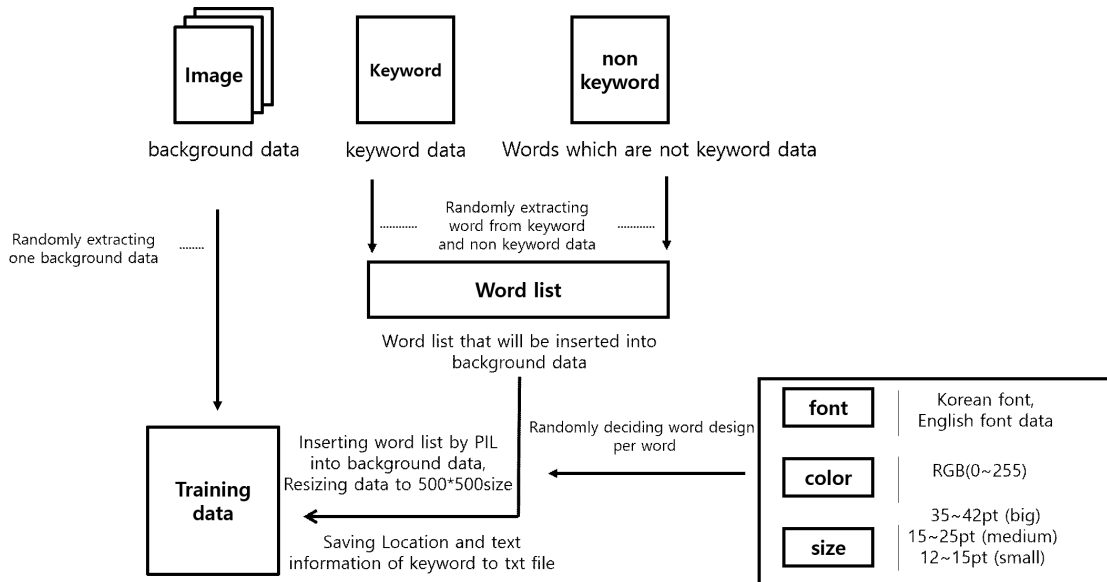 Image
Keyword
non
keyword
background data
keyword data
Words which are not keyword data
Randomly extracting
one background data
Randomly extracting
word from keyword
and non keyword data
Word list
Word list that will be inserted into
background data
Training
data
Inserting word list by PIL
into background data,
Resizing data to 500*500size
Saving Location and text
information of keyword to txt file
Randomly deciding word design
per word
font
Korean font,
English font data
color
RGB(0~255)
size
35~42pt (big)
15~25pt (medium)
12~15pt (small)